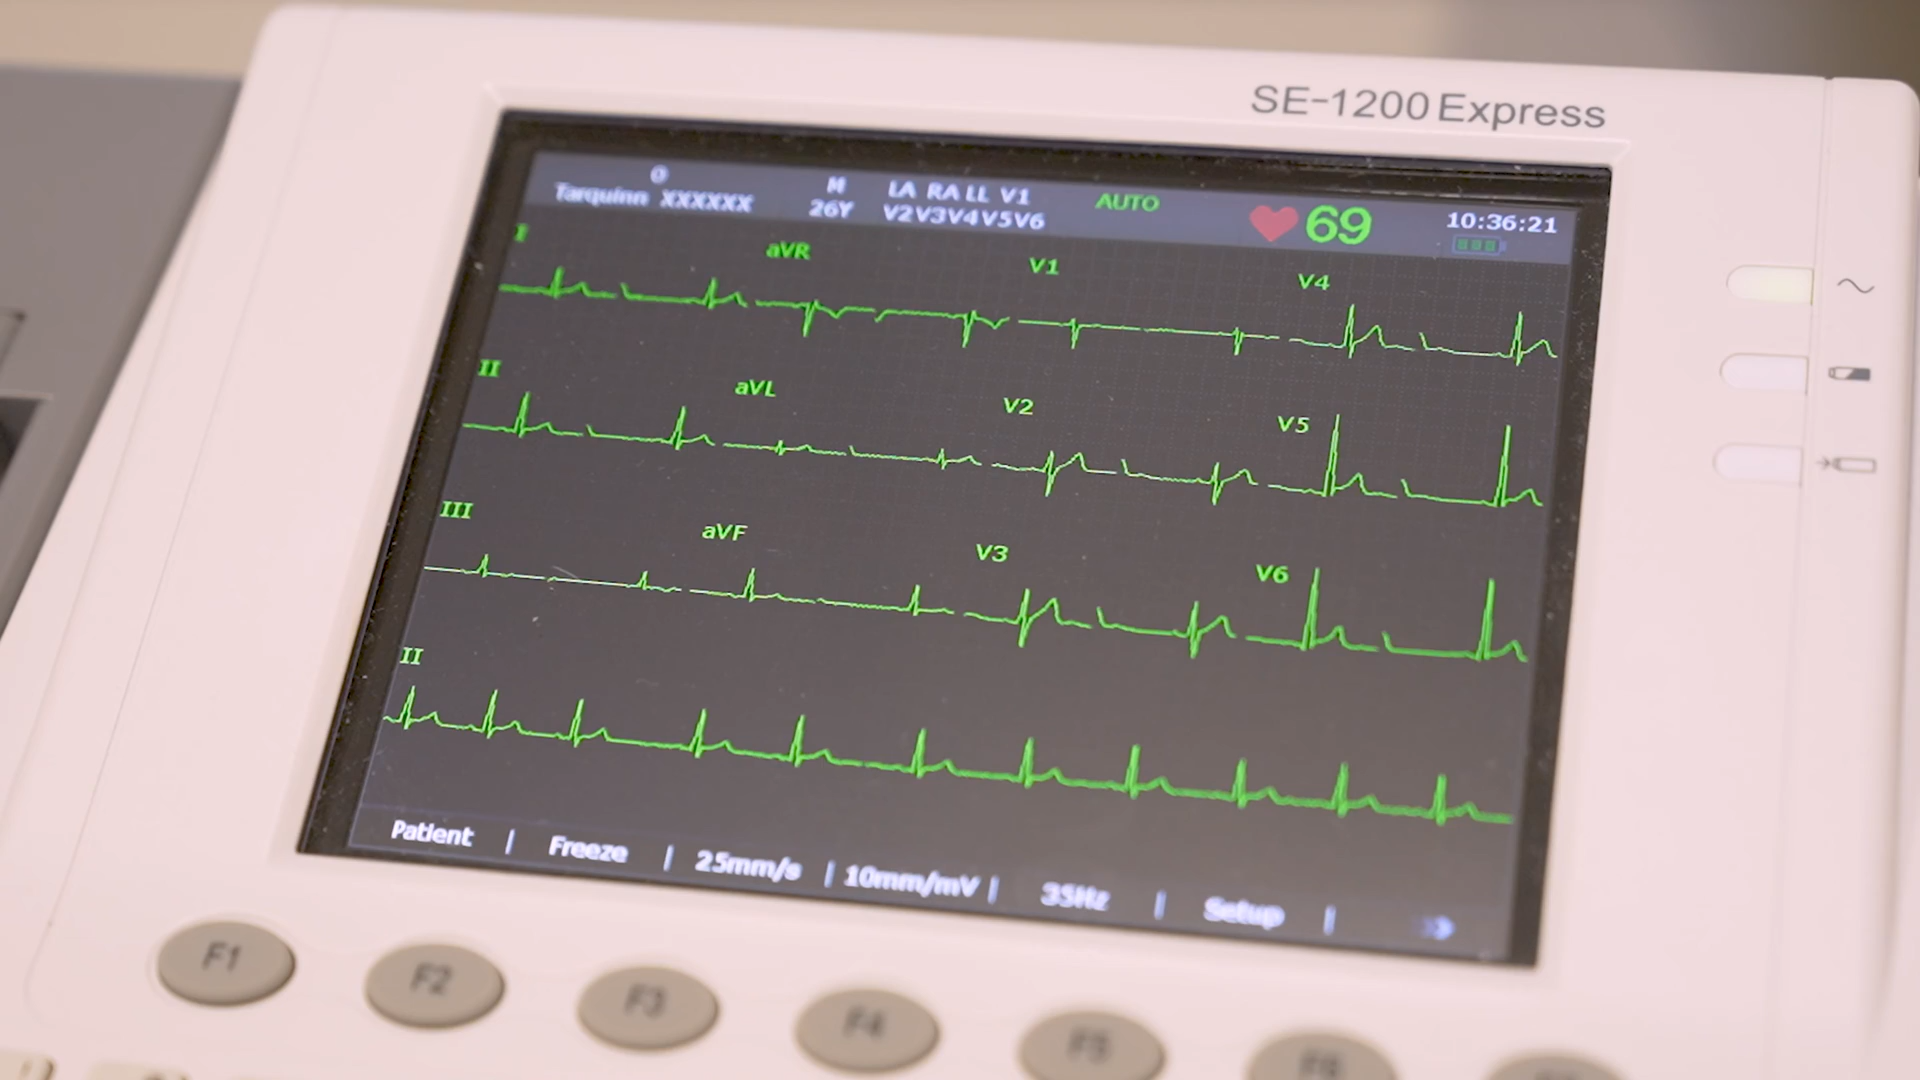 SE-1200 Express
0
Tarquinn XXXXXXX
M
26Y
LA RA LL V1
V2V3V4V5V6
AUTO
69
10:36:21
I
aVR
V1
V4
II
aVL
V2
V5
III
aVF
V3
V6
II
Patient | Freeze | 25mm/s | 10mm/mV | 35Hz | Setup |
F1
F2
F3
F4
F5
F6